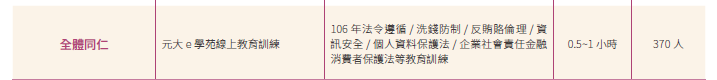 全體同仁
元大 e 學苑線上教育訓練
106 年法令遵循 / 洗錢防制 / 反賄賂倫理 / 資
訊安全 / 個人資料保護法 / 企業社會責任金融
消費者保護法等教育訓練
0.5~1 小時
370 人